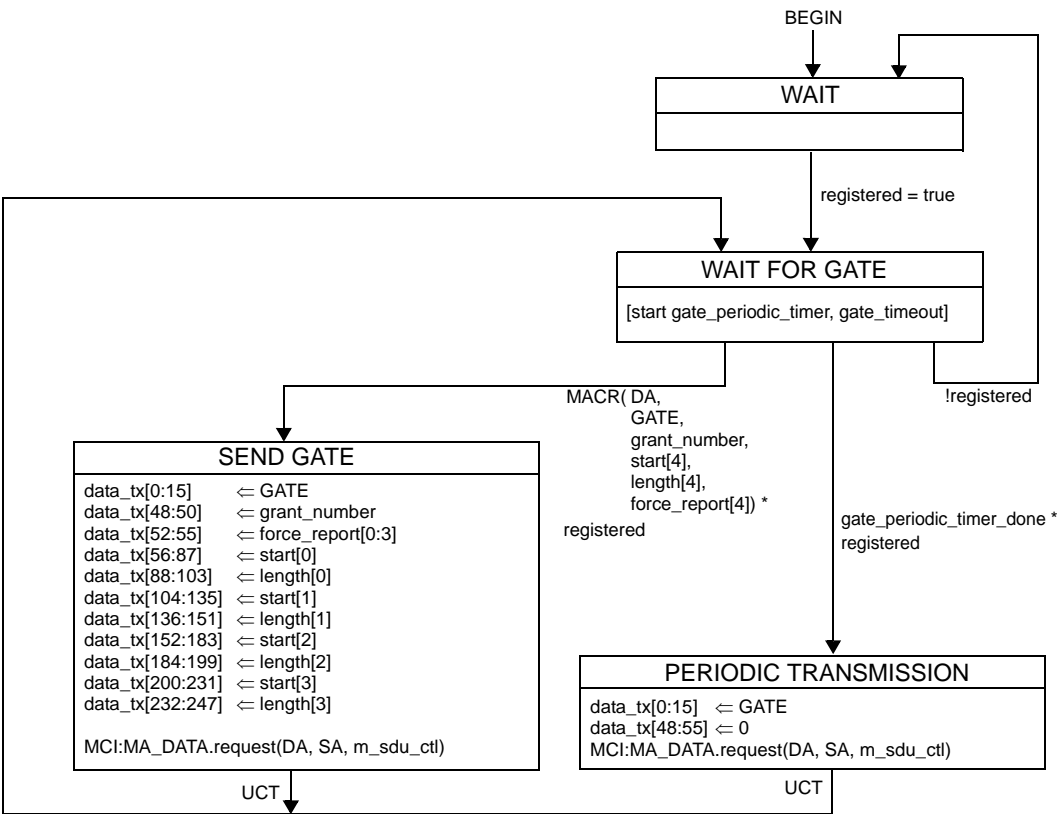 BEGIN
WAIT
registered = true
WAIT FOR GATE
[start gate_periodic_timer, gate_timeout]
!registered
MACR( DA,
GATE,
grant_number,
start[4],
length[4],
force_report[4]) *
registered
gate_periodic_timer_done *
registered
SEND GATE
data_tx[0:15] ⇐ GATE
data_tx[48:50] ⇐ grant_number
data_tx[52:55] ⇐ force_report[0:3]
data_tx[56:87] ⇐ start[0]
data_tx[88:103] ⇐ length[0]
data_tx[104:135] ⇐ start[1]
data_tx[136:151] ⇐ length[1]
data_tx[152:183] ⇐ start[2]
data_tx[184:199] ⇐ length[2]
data_tx[200:231] ⇐ start[3]
data_tx[232:247] ⇐ length[3]
MCI:MA_DATA.request(DA, SA, m_sdu_ctl)
UCT
PERIODIC TRANSMISSION
data_tx[0:15] ⇐ GATE
data_tx[48:55] ⇐ 0
MCI:MA_DATA.request(DA, SA, m_sdu_ctl)
UCT